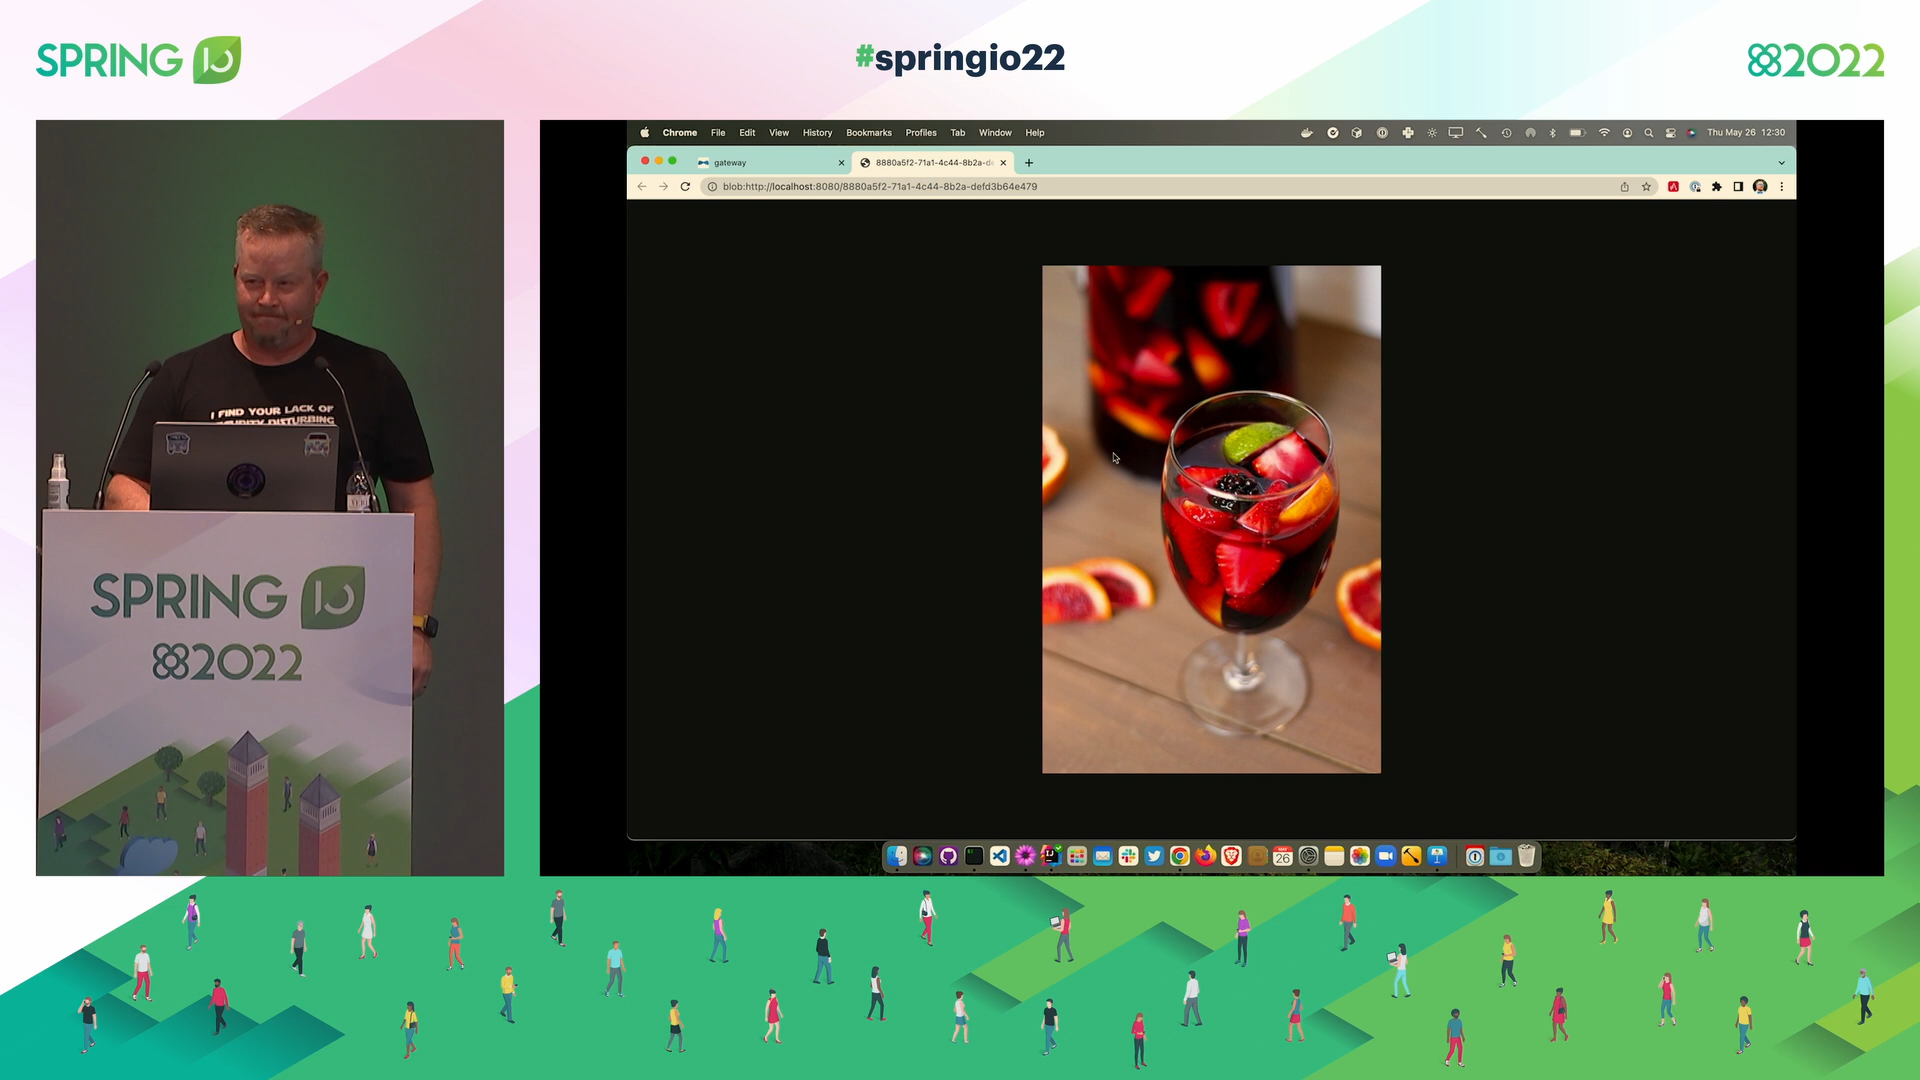 SPRING IO
#springio22
2022
Chrome File Edit View History Bookmarks Profiles Tab Window Help
Thu May 26 12:30
gateway
8880a5f2-71a1-4c44-8b2a-de
blob:http://localhost:8080/8880a5f2-71a1-4c44-8b2a-defd3b64e479
I FIND YOUR LACK OF
DISTURBING
SPRING IO
2022
26